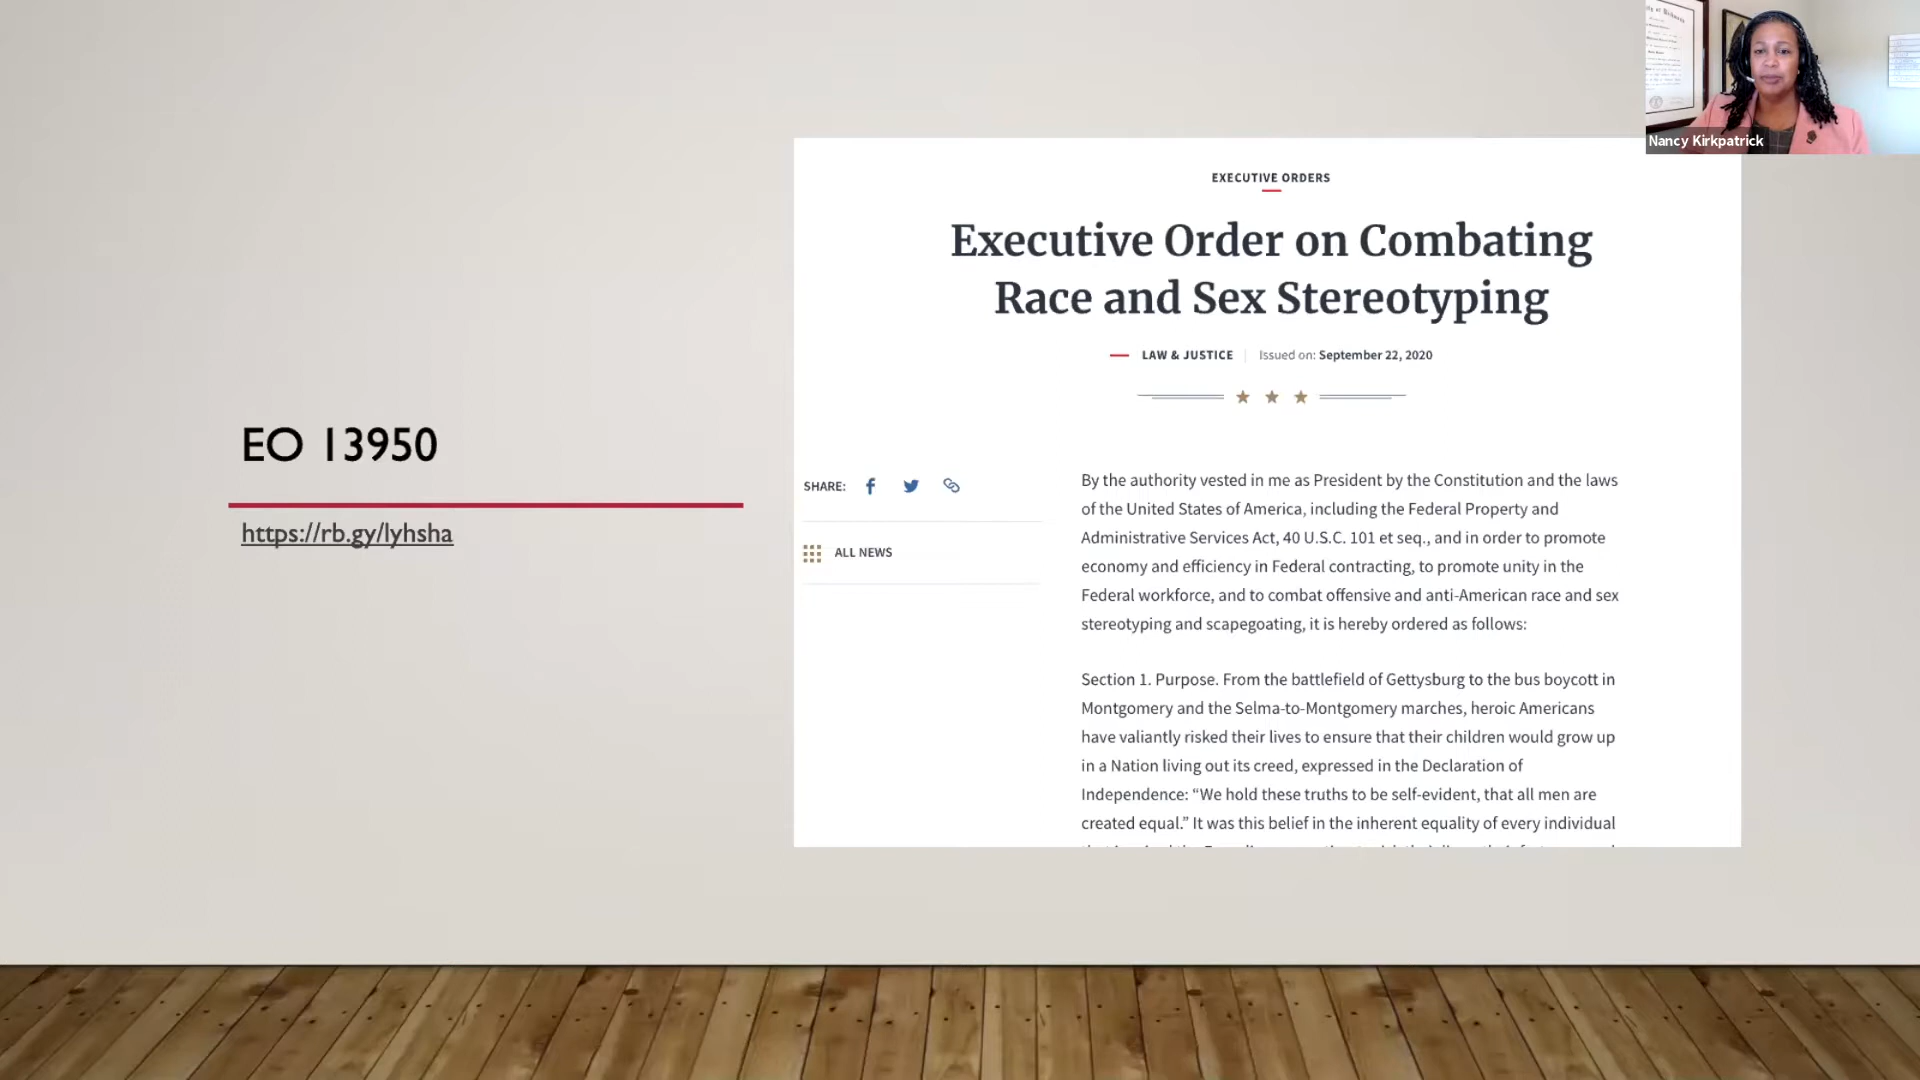 Nancy Kirkpatrick
EO 13950
https://rb.gy/lyhsha
EXECUTIVE ORDERS
Executive Order on Combating
Race and Sex Stereotyping
LAW & JUSTICE Issued on: September 22, 2020
SHARE:
ALL NEWS
By the authority vested in me as President by the Constitution and the laws
of the United States of America, including the Federal Property and
Administrative Services Act, 40 U.S.C. 101 et seq., and in order to promote
economy and efficiency in Federal contracting, to promote unity in the
Federal workforce, and to combat offensive and anti-American race and sex
stereotyping and scapegoating, it is hereby ordered as follows:
Section 1. Purpose. From the battlefield of Gettysburg to the bus boycott in
Montgomery and the Selma-to-Montgomery marches, heroic Americans
have valiantly risked their lives to ensure that their children would grow up
in a Nation living out its creed, expressed in the Declaration of
Independence: “We hold these truths to be self-evident, that all men are
created equal.” It was this belief in the inherent equality of every individual